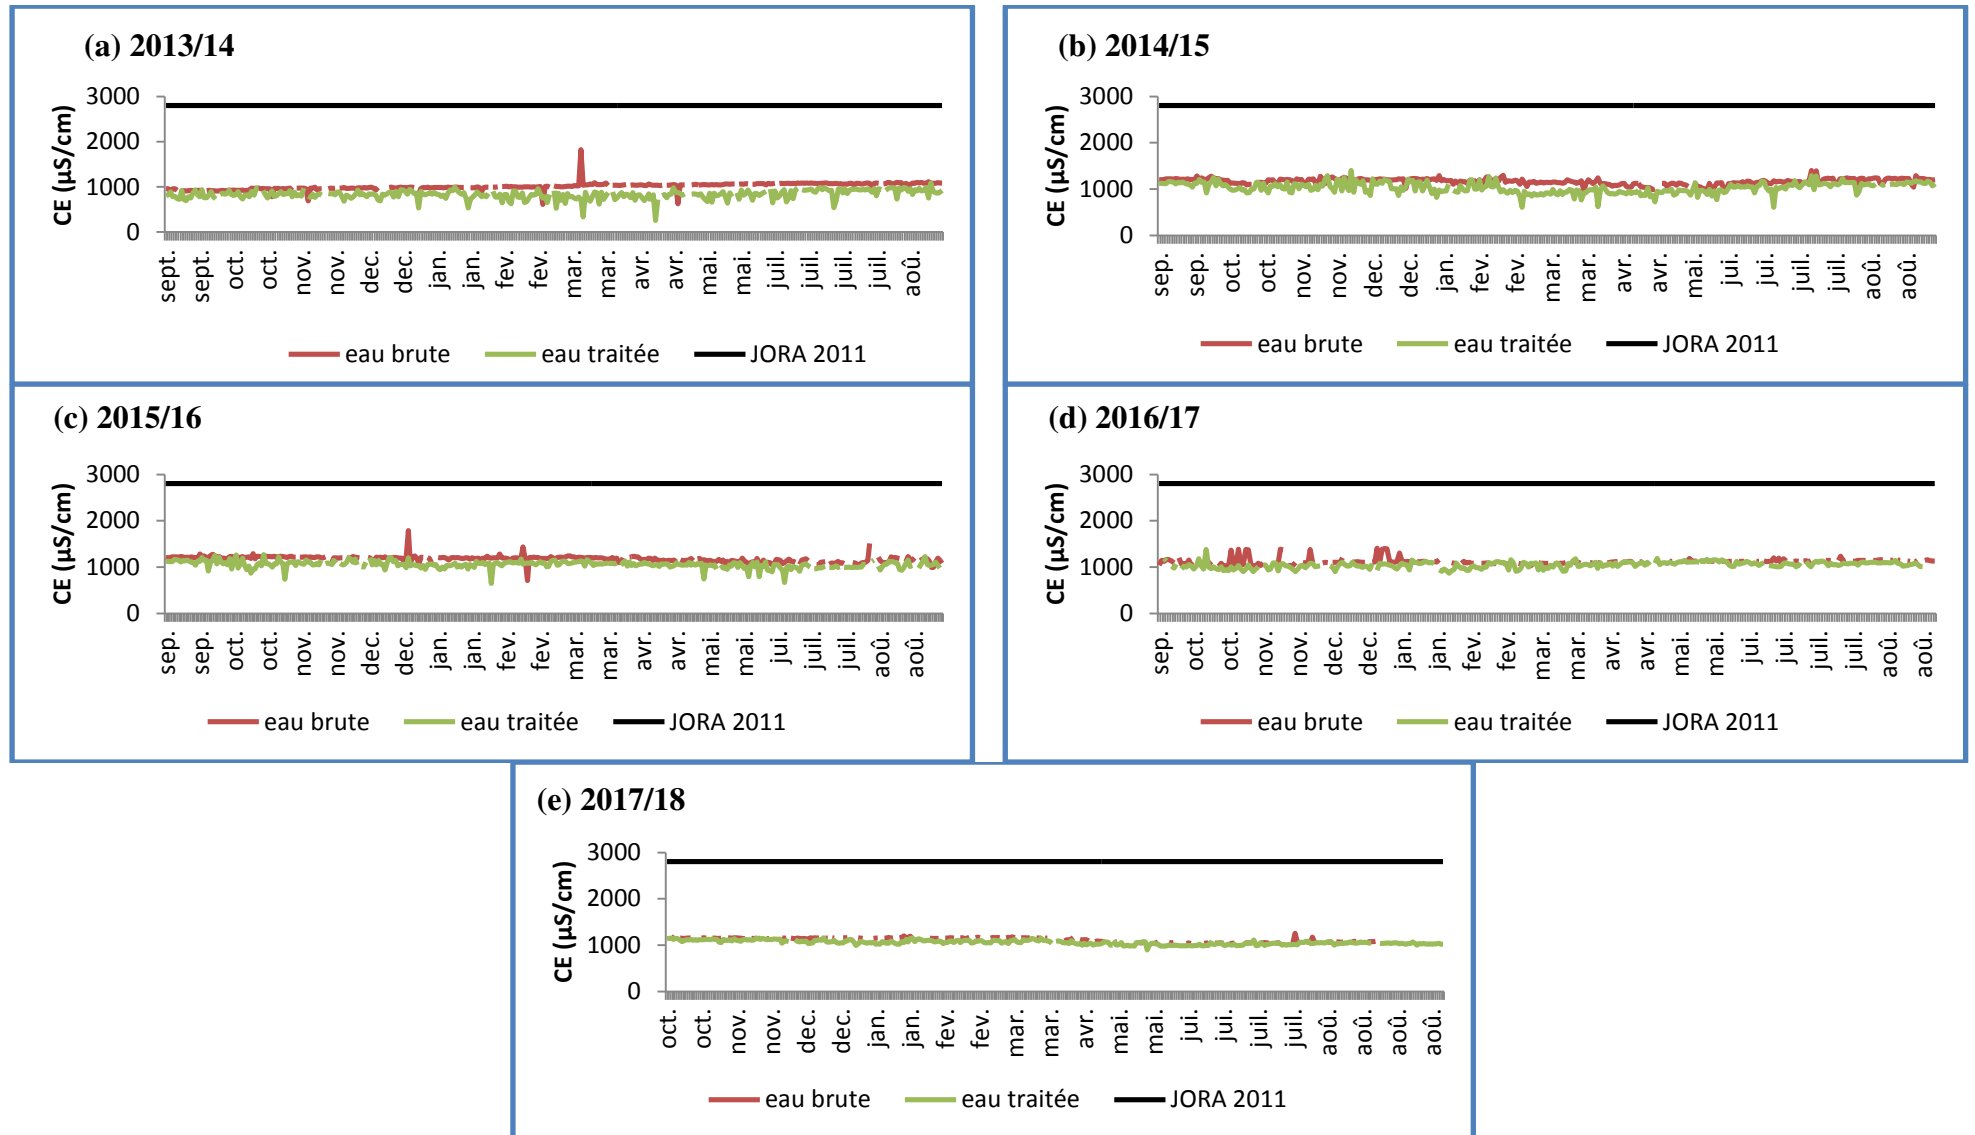 (a) 2013/14
CE (µS/cm)
3000
2000
1000
0
sept. sept. oct. oct. nov. nov. dec. dec. jan. jan. fev. fev. mar. mar. avr. avr. mai. mai. juil. juil. juil. aoû.
eau brute eau traitée JORA 2011
(b) 2014/15
CE (µS/cm)
3000
2000
1000
0
sep. sep. oct. oct. nov. nov. dec. dec. jan. fev. fev. mar. mar. avr. avr. mai. jui. jui. juil. juil. aoû. aoû.
eau brute eau traitée JORA 2011
(c) 2015/16
CE (µS/cm)
3000
2000
1000
0
sep. sep. oct. oct. nov. nov. dec. dec. jan. jan. fev. fev. mar. mar. avr. avr. mai. mai. jui. juil. juil. aoû. aoû.
eau brute eau traitée JORA 2011
(d) 2016/17
CE (µS/cm)
3000
2000
1000
0
sep. oct. oct. nov. nov. dec. dec. jan. jan. fev. fev. mar. mar. avr. avr. mai. mai. jui. jui. juil. juil. aoû. aoû.
eau brute eau traitée JORA 2011
(e) 2017/18
CE (µS/cm)
3000
2000
1000
0
oct. oct. nov. nov. dec. dec. jan. jan. fev. fev. mar. mar. avr. mai. mai. jui. jui. juil. juil. aoû. aoû. aoû.
eau brute eau traitée JORA 2011